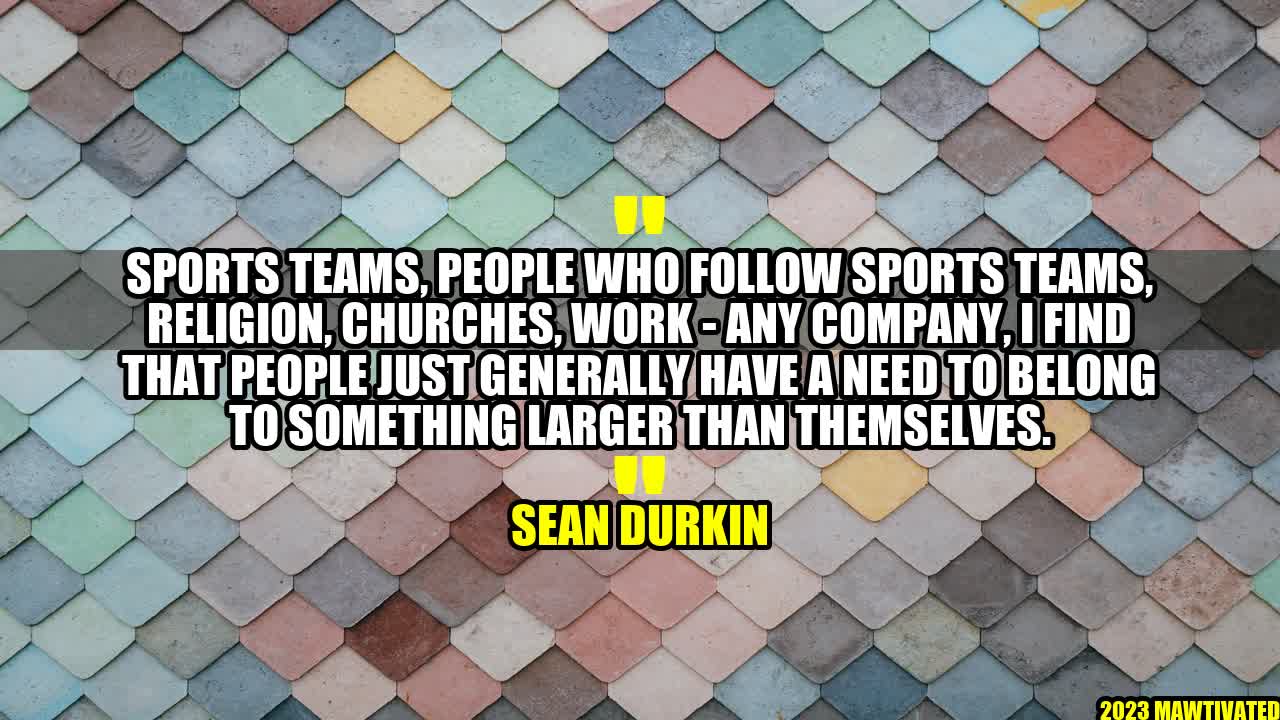 "
SPORTS TEAMS, PEOPLE WHO FOLLOW SPORTS TEAMS,
RELIGION, CHURCHES, WORK - ANY COMPANY, I FIND
THAT PEOPLE JUST GENERALLY HAVE A NEED TO BELONG
TO SOMETHING LARGER THAN THEMSELVES.
"
SEAN DURKIN
2023 MAWTIVATED